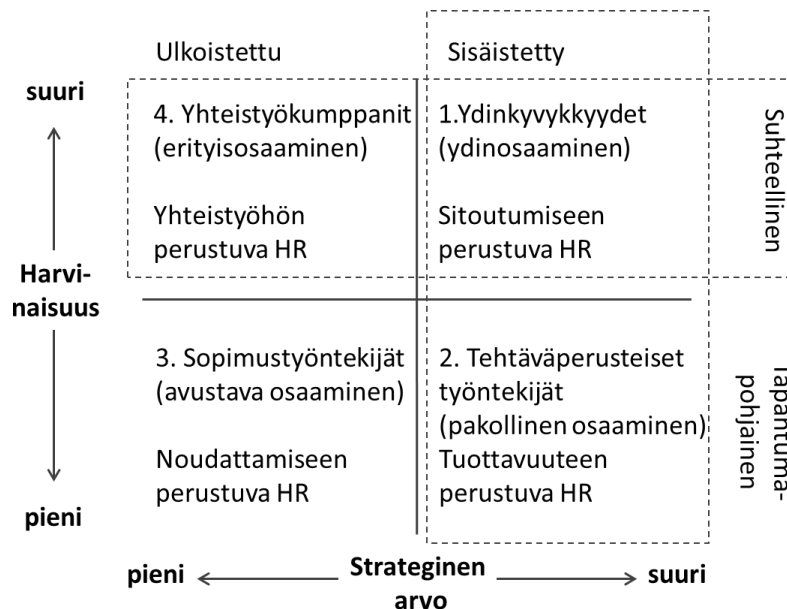 Ulkoistettu
Sisäistetty
suuri
4. Yhteistyökumppanit
(erityisosaaminen)
Yhteistyöhön
perustuva HR
1.Ydinkyvykkyydet
(ydinosaaminen)
Sitoutumiseen
perustuva HR
Suhteellinen
Harvi-
naisuus
3. Sopimustyöntekijät
(avustava osaaminen)
Noudattamiseen
perustuva HR
2. Tehtäväperusteiset
työntekijät
(pakollinen osaaminen)
Tuottavuuteen
perustuva HR
Tapantuma-
pohjainen
pieni
pieni
Strateginen
arvo
suuri